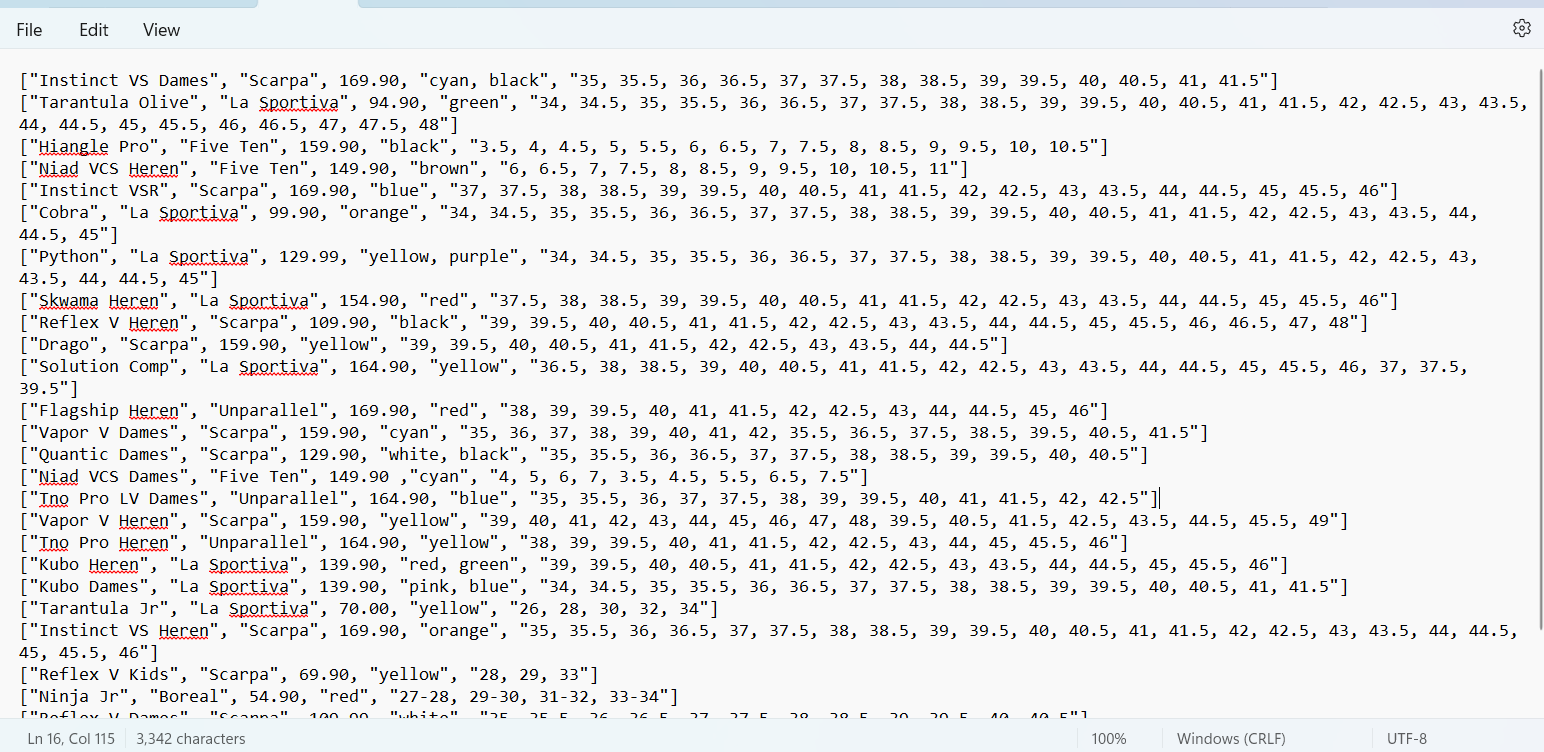 File Edit View
["Instinct VS Dames", "Scarpa", 169.90, "cyan, black", "35, 35.5, 36, 36.5, 37, 37.5, 38, 38.5, 39, 39.5, 40, 40.5, 41, 41.5"]
["Tarantula Olive", "La Sportiva", 94.90, "green", "34, 34.5, 35, 35.5, 36, 36.5, 37, 37.5, 38, 38.5, 39, 39.5, 40, 40.5, 41, 41.5, 42, 42.5, 43, 43.5,
44, 44.5, 45, 45.5, 46, 46.5, 47, 47.5, 48"]
["Hiangle Pro", "Five Ten", 159.90, "black", "3.5, 4, 4.5, 5, 5.5, 6, 6.5, 7, 7.5, 8, 8.5, 9, 9.5, 10, 10.5"]
["Niad VCS Heren", "Five Ten", 149.90, "brown", "6, 6.5, 7, 7.5, 8, 8.5, 9, 9.5, 10, 10.5, 11"]
["Instinct VSR", "Scarpa", 169.90, "blue", "37, 37.5, 38, 38.5, 39, 39.5, 40, 40.5, 41, 41.5, 42, 42.5, 43, 43.5, 44, 44.5, 45, 45.5, 46"]
["Cobra", "La Sportiva", 99.90, "orange", "34, 34.5, 35, 35.5, 36, 36.5, 37, 37.5, 38, 38.5, 39, 39.5, 40, 40.5, 41, 41.5, 42, 42.5, 43, 43.5, 44,
44.5, 45"]
["Python", "La Sportiva", 129.99, "yellow, purple", "34, 34.5, 35, 35.5, 36, 36.5, 37, 37.5, 38, 38.5, 39, 39.5, 40, 40.5, 41, 41.5, 42, 42.5, 43,
43.5, 44, 44.5, 45"]
["Skwama Heren", "La Sportiva", 154.90, "red", "37.5, 38, 38.5, 39, 39.5, 40, 40.5, 41, 41.5, 42, 42.5, 43, 43.5, 44, 44.5, 45, 45.5, 46"]
["Reflex V Heren", "Scarpa", 109.90, "black", "39, 39.5, 40, 40.5, 41, 41.5, 42, 42.5, 43, 43.5, 44, 44.5, 45, 45.5, 46, 46.5, 47, 48"]
["Drago", "Scarpa", 159.90, "yellow", "39, 39.5, 40, 40.5, 41, 41.5, 42, 42.5, 43, 43.5, 44, 44.5"]
["Solution Comp", "La Sportiva", 164.90, "yellow", "36.5, 38, 38.5, 39, 40, 40.5, 41, 41.5, 42, 42.5, 43, 43.5, 44, 44.5, 45, 45.5, 46, 37, 37.5,
39.5"]
["Flagship Heren", "Unparallel", 169.90, "red", "38, 39, 39.5, 40, 41, 41.5, 42, 42.5, 43, 44, 44.5, 45, 46"]
["Vapor V Dames", "Scarpa", 159.90, "cyan", "35, 36, 37, 38, 39, 40, 41, 42, 35.5, 36.5, 37.5, 38.5, 39.5, 40.5, 41.5"]
["Quantic Dames", "Scarpa", 129.90, "white, black", "35, 35.5, 36, 36.5, 37, 37.5, 38, 38.5, 39, 39.5, 40, 40.5"]
["Niad VCS Dames", "Five Ten", 149.90 ,"cyan", "4, 5, 6, 7, 3.5, 4.5, 5.5, 6.5, 7.5"]
["Tno Pro LV Dames", "Unparallel", 164.90, "blue", "35, 35.5, 36, 37, 37.5, 38, 39, 39.5, 40, 41, 41.5, 42, 42.5"]
["Vapor V Heren", "Scarpa", 159.90, "yellow", "39, 40, 41, 42, 43, 44, 45, 46, 47, 48, 39.5, 40.5, 41.5, 42.5, 43.5, 44.5, 45.5, 49"]
["Tno Pro Heren", "Unparallel", 164.90, "yellow", "38, 39, 39.5, 40, 41, 41.5, 42, 42.5, 43, 44, 45, 45.5, 46"]
["Kubo Heren", "La Sportiva", 139.90, "red, green", "39, 39.5, 40, 40.5, 41, 41.5, 42, 42.5, 43, 43.5, 44, 44.5, 45, 45.5, 46"]
["Kubo Dames", "La Sportiva", 139.90, "pink, blue", "34, 34.5, 35, 35.5, 36, 36.5, 37, 37.5, 38, 38.5, 39, 39.5, 40, 40.5, 41, 41.5"]
["Tarantula Jr", "La Sportiva", 70.00, "yellow", "26, 28, 30, 32, 34"]
["Instinct VS Heren", "Scarpa", 169.90, "orange", "35, 35.5, 36, 36.5, 37, 37.5, 38, 38.5, 39, 39.5, 40, 40.5, 41, 41.5, 42, 42.5, 43, 43.5, 44, 44.5,
45, 45.5, 46"]
["Reflex V Kids", "Scarpa", 69.90, "yellow", "28, 29, 33"]
["Ninja Jr", "Boreal", 54.90, "red", "27-28, 29-30, 31-32, 33-34"]
["Reflex V Dames", "Scarpa", 109.99, "white", "35, 35.5, 36, 36.5, 37, 37.5, 38, 38.5, 39, 39.5, 40, 40.5"]
Ln 16, Col 115 3,342 characters 100% Windows (CRLF) UTF-8